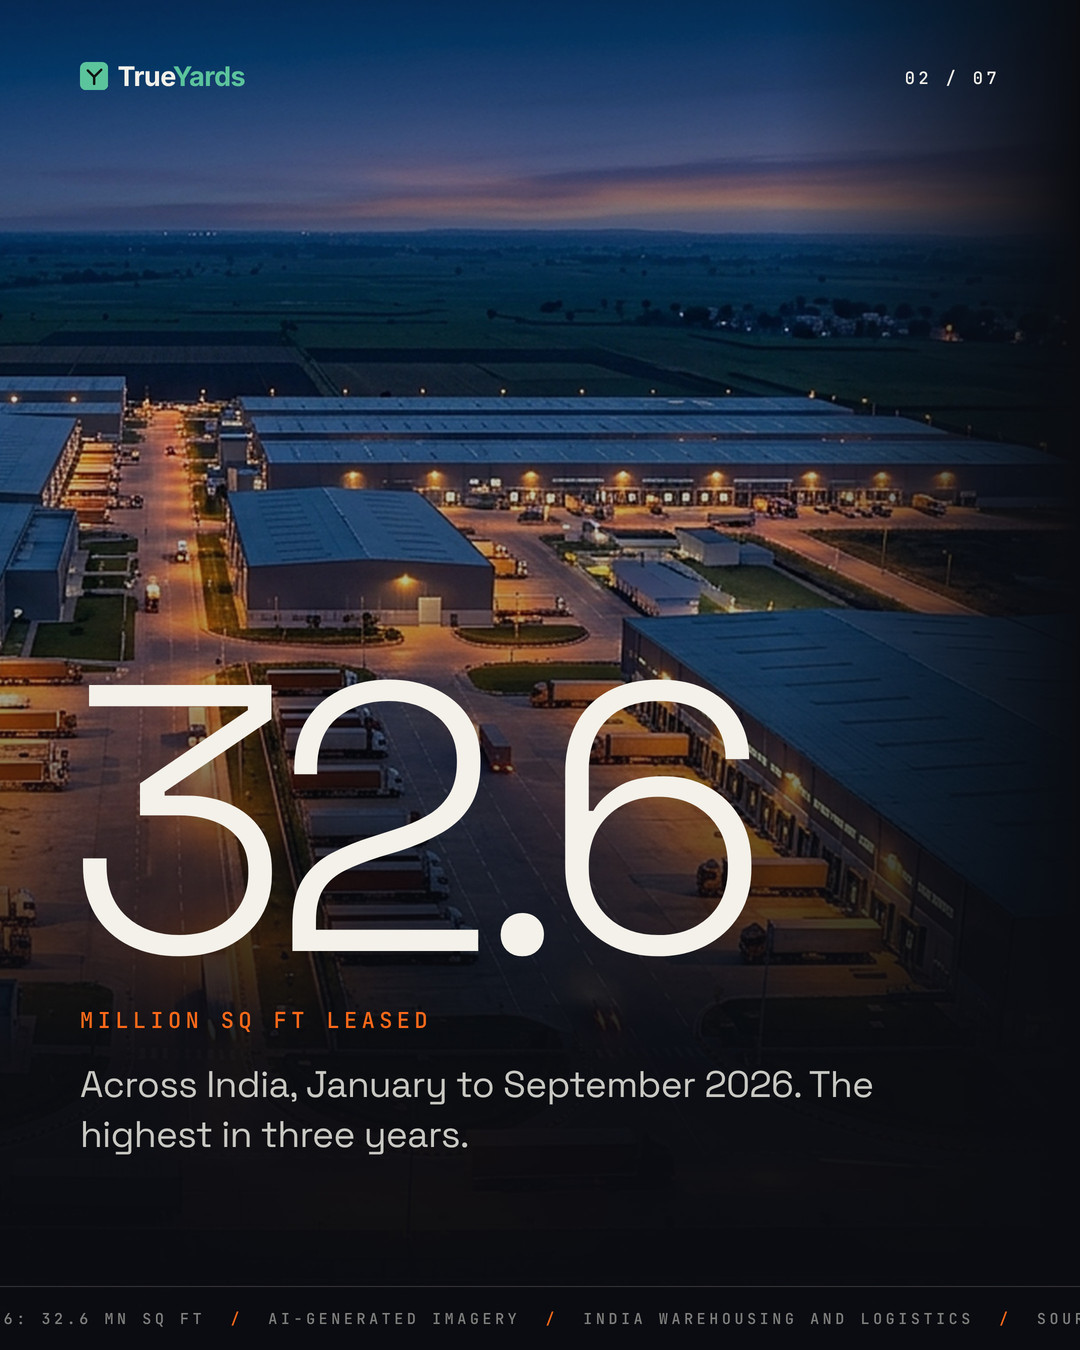 TrueYards
02 / 07
32.6
MILLION SQ FT LEASED
Across India, January to September 2026. The
highest in three years.
6: 32.6 MN SQ FT / AI-GENERATED IMAGERY / INDIA WAREHOUSING AND LOGISTICS /